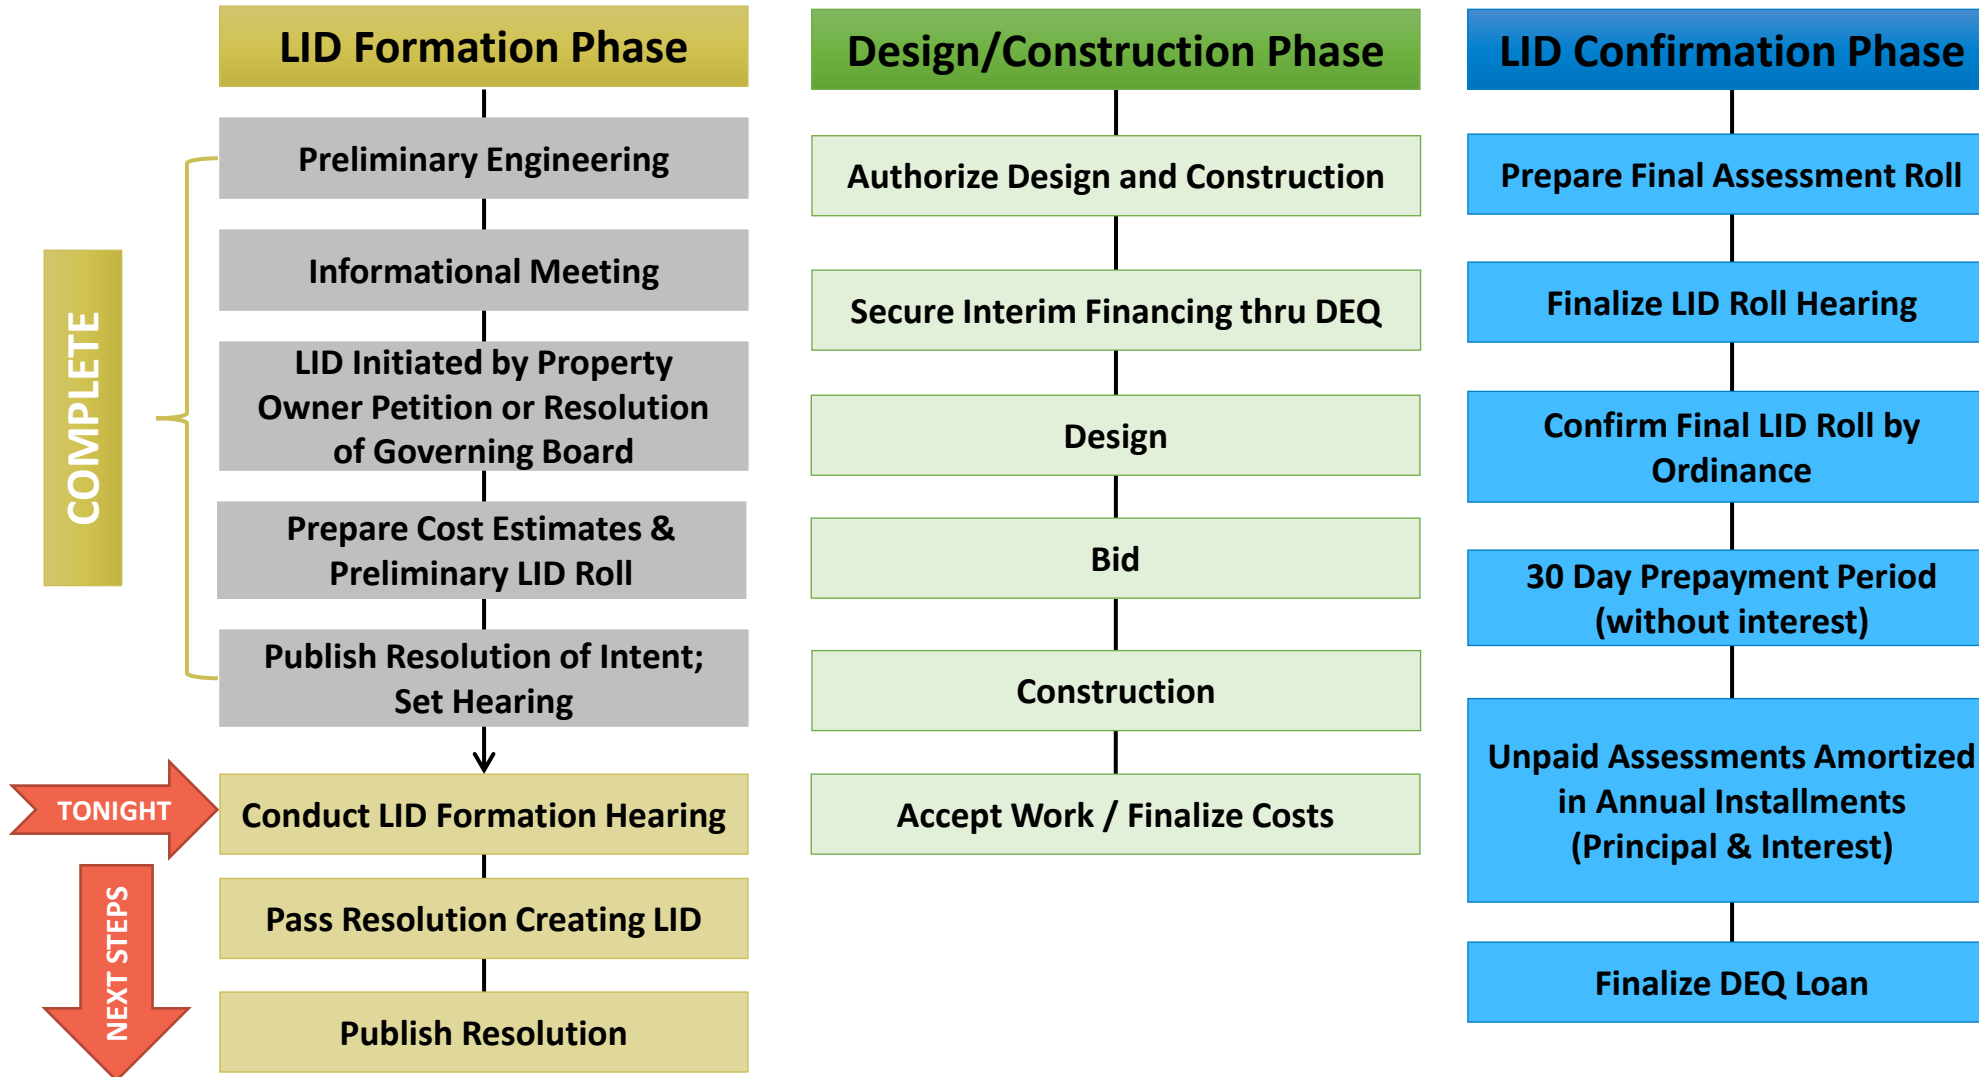 LID Formation Phase
Preliminary Engineering
Informational Meeting
LID Initiated by Property
Owner Petition or Resolution
of Governing Board
Prepare Cost Estimates &
Preliminary LID Roll
Publish Resolution of Intent;
Set Hearing
Conduct LID Formation Hearing
Pass Resolution Creating LID
Publish Resolution
COMPLETE
TONIGHT
NEXT STEPS
Design/Construction Phase
Authorize Design and Construction
Secure Interim Financing thru DEQ
Design
Bid
Construction
Accept Work / Finalize Costs
LID Confirmation Phase
Prepare Final Assessment Roll
Finalize LID Roll Hearing
Confirm Final LID Roll by
Ordinance
30 Day Prepayment Period
(without interest)
Unpaid Assessments Amortized
in Annual Installments
(Principal & Interest)
Finalize DEQ Loan